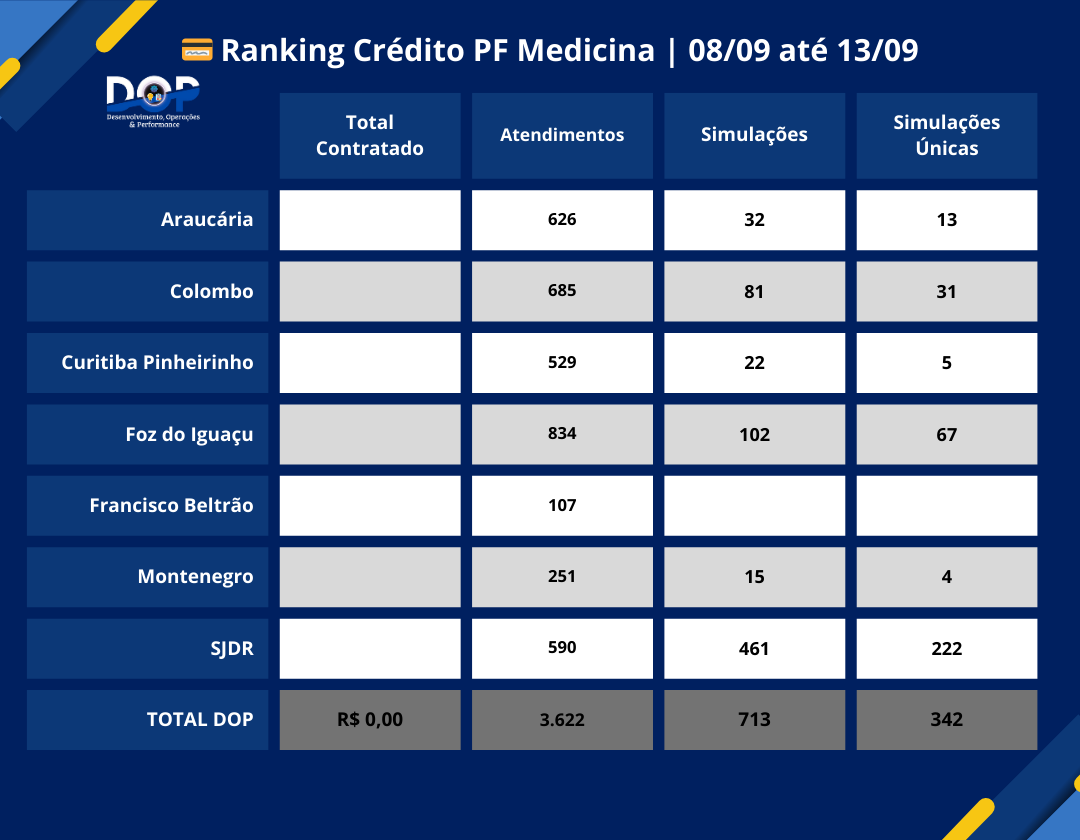 Ranking Crédito PF Medicina | 08/09 até 13/09
DOP
Desenvolvimento, Operações
& Performance
Total
Contratado
Atendimentos
Simulações
Simulações
Únicas
Araucária 626 32 13
Colombo 685 81 31
Curitiba Pinheirinho 529 22 5
Foz do Iguaçu 834 102 67
Francisco Beltrão 107
Montenegro 251 15 4
SJDR 590 461 222
TOTAL DOP R$ 0,00 3.622 713 342